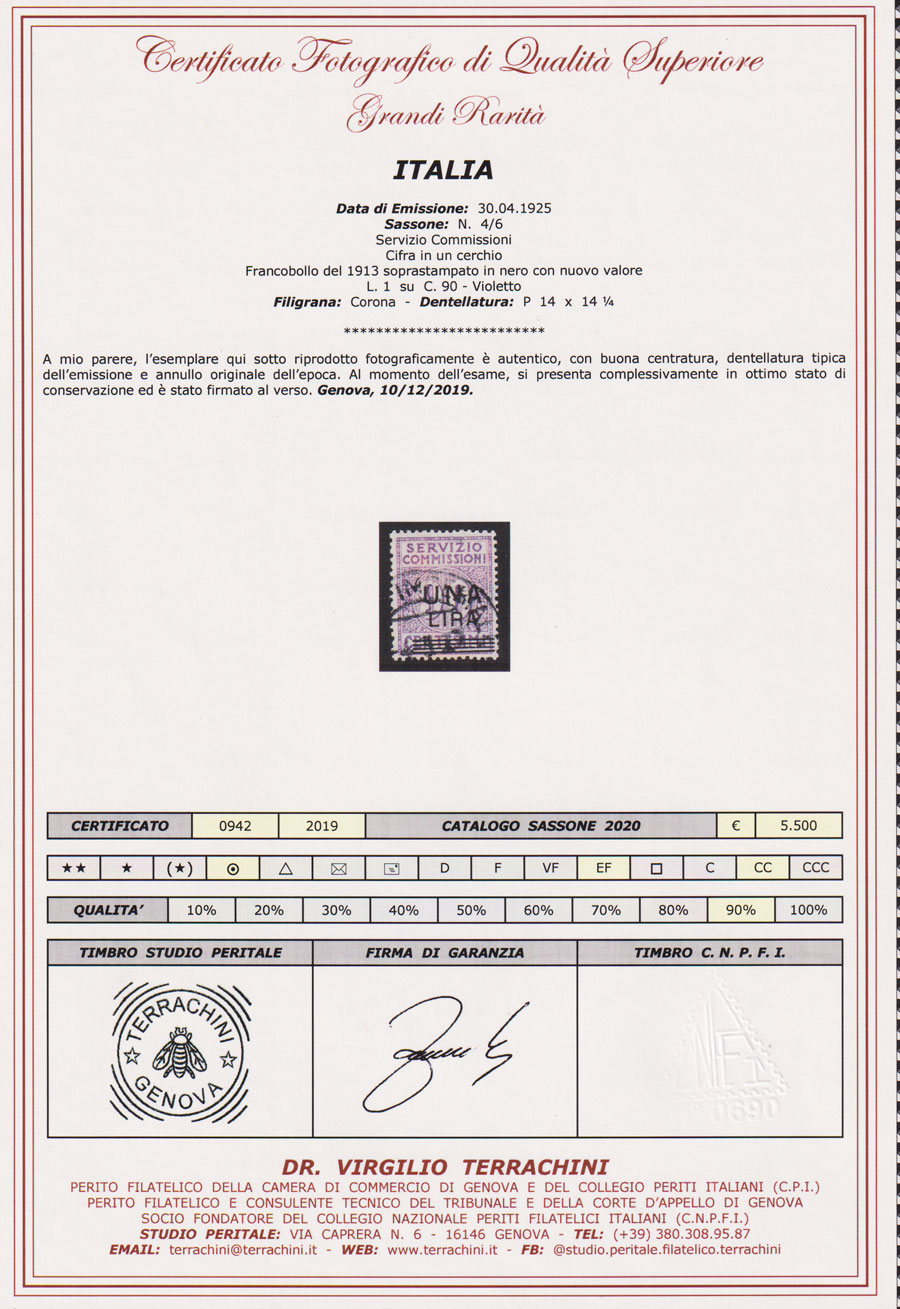 Certificato Fotografico di Qualità Superiore
Grandi Rarità
ITALIA
Data di Emissione: 30.04.1925
Sassone: N. 4/6
Servizio Commissioni
Cifra in un cerchio
Francobollo del 1913 soprastampato in nero con nuovo valore
L. 1 su C. 90 - Violetto
Filigrana: Corona - Dentellatura: P 14 x 14 ¼
*************************
A mio parere, l’esemplare qui sotto riprodotto fotograficamente è autentico, con buona centratura, dentellatura tipica
dell’emissione e annullo originale dell’epoca. Al momento dell’esame, si presenta complessivamente in ottimo stato di
conservazione ed è stato firmato al verso. Genova, 10/12/2019.
SERVIZIO
COMMISSIONI
UNA
LIRA
CERTIFICATO 0942 2019 CATALOGO SASSONE 2020 € 5.500
★★ ★ (★) ⊙ △ ✉ D F VF EF □ C CC CCC
QUALITA’ 10% 20% 30% 40% 50% 60% 70% 80% 90% 100%
TIMBRO STUDIO PERITALE FIRMA DI GARANZIA TIMBRO C. N. P. F. I.
TERRACHINI
GENOVA
NFI
0690
DR. VIRGILIO TERRACHINI
PERITO FILATELICO DELLA CAMERA DI COMMERCIO DI GENOVA E DEL COLLEGIO PERITI ITALIANI (C.P.I.)
PERITO FILATELICO E CONSULENTE TECNICO DEL TRIBUNALE E DELLA CORTE D’APPELLO DI GENOVA
SOCIO FONDATORE DEL COLLEGIO NAZIONALE PERITI FILATELICI ITALIANI (C.N.P.F.I.)
STUDIO PERITALE: VIA CAPRERA N. 6 - 16146 GENOVA - TEL: (+39) 380.308.95.87
EMAIL: terrachini@terrachini.it - WEB: www.terrachini.it - FB: @studio.peritale.filatelico.terrachini